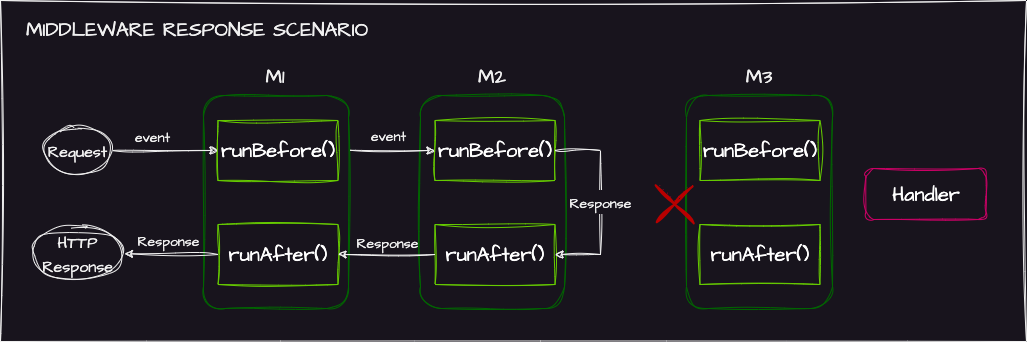 MIDDLEWARE RESPONSE SCENARIO
M1
M2
M3
Request
event
runBefore()
event
runBefore()
runBefore()
Response
Handler
HTTP
Response
Response
runAfter()
Response
runAfter()
runAfter()